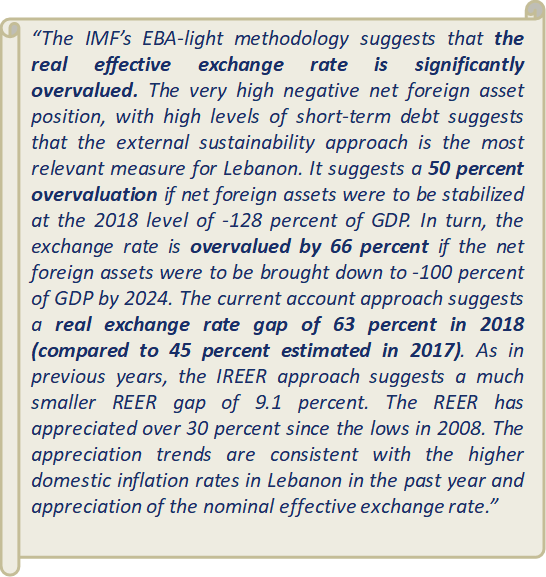 “The IMF’s EBA-light methodology suggests that the
real effective exchange rate is significantly
overvalued. The very high negative net foreign asset
position, with high levels of short-term debt suggests
that the external sustainability approach is the most
relevant measure for Lebanon. It suggests a 50 percent
overvaluation if net foreign assets were to be stabilized
at the 2018 level of -128 percent of GDP. In turn, the
exchange rate is overvalued by 66 percent if the net
foreign assets were to be brought down to -100 percent
of GDP by 2024. The current account approach suggests
a real exchange rate gap of 63 percent in 2018
(compared to 45 percent estimated in 2017). As in
previous years, the IREER approach suggests a much
smaller REER gap of 9.1 percent. The REER has
appreciated over 30 percent since the lows in 2008. The
appreciation trends are consistent with the higher
domestic inflation rates in Lebanon in the past year and
appreciation of the nominal effective exchange rate.”